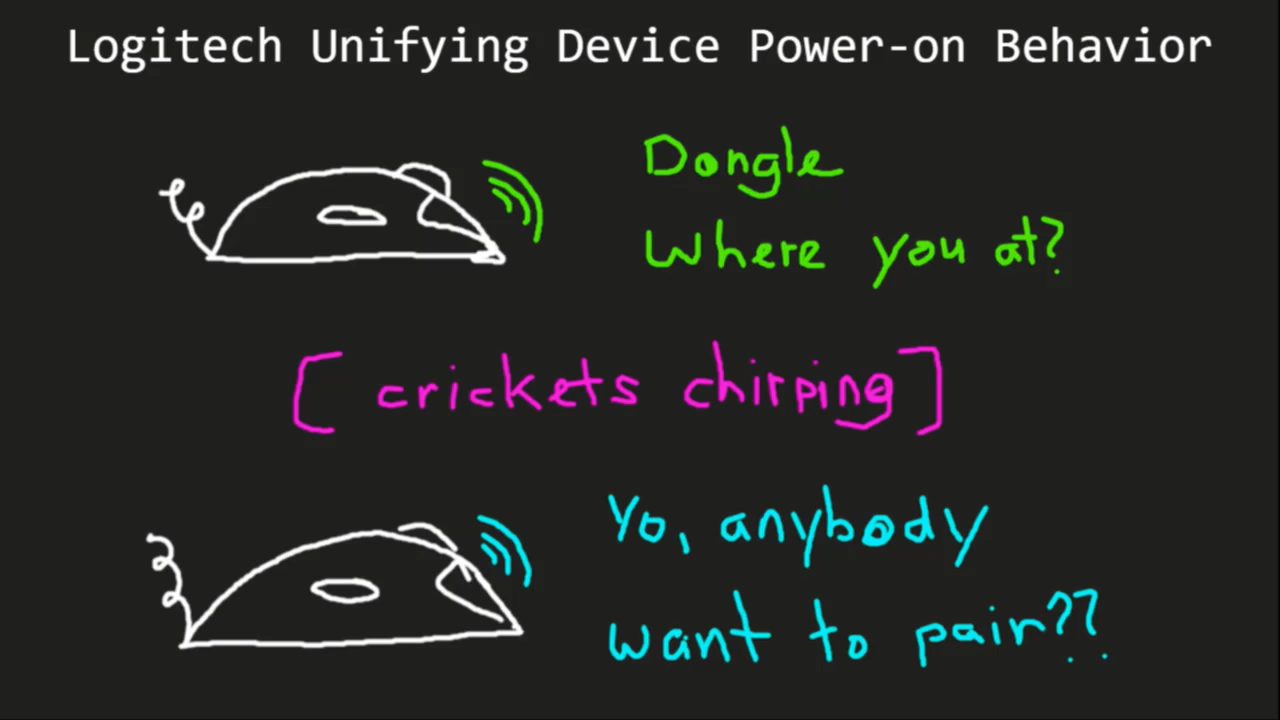 Logitech Unifying Device Power-on Behavior
Dongle
Where you at?
[crickets chirping]
Yo, anybody
want to pair??